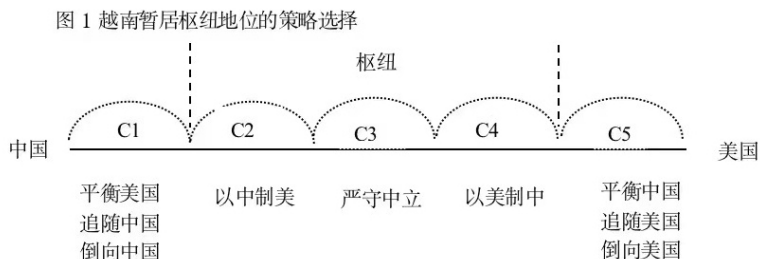 图 1 越南暂居枢纽地位的策略选择
枢纽
C1 C2 C3 C4 C5
中国 美国
平衡美国 以中制美 严守中立 以美制中 平衡中国
追随中国 追随美国
倒向中国 倒向美国